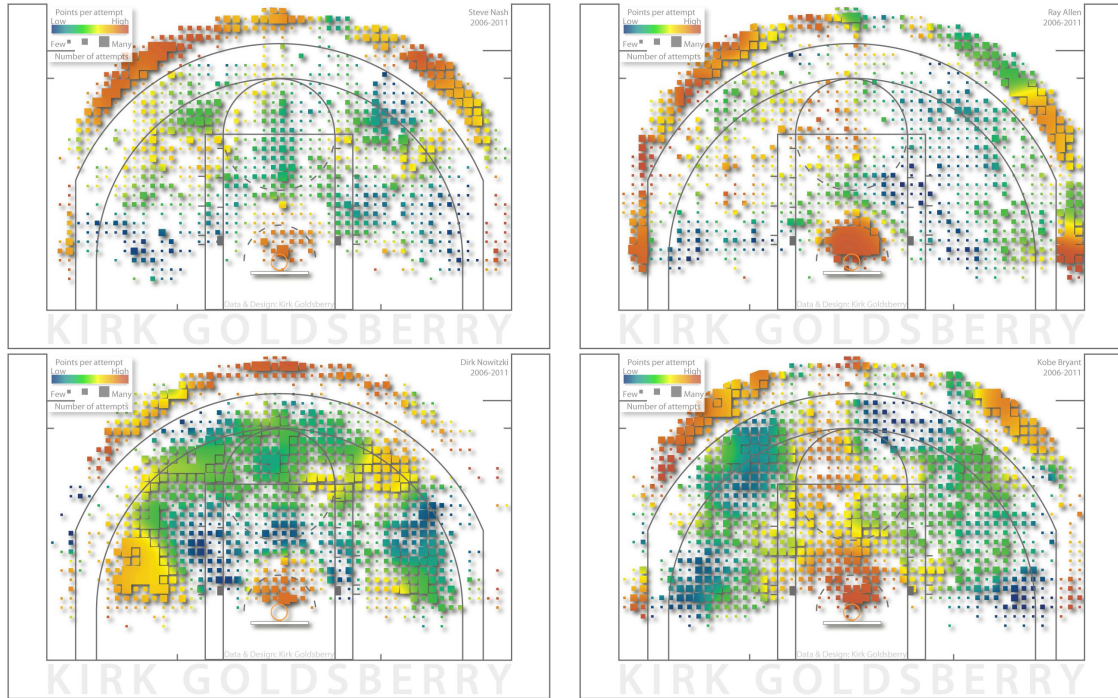 Points per attempt
Low High
Few Many
Number of attempts
Steve Nash
2006-2011
Data & Design: Kirk Goldsberry
KIRK GOLDSBERRY
Points per attempt
Low High
Few Many
Number of attempts
Ray Allen
2006-2011
Data & Design: Kirk Goldsberry
KIRK GOLDSBERRY
Points per attempt
Low High
Few Many
Number of attempts
Dirk Nowitzki
2006-2011
Data & Design: Kirk Goldsberry
KIRK GOLDSBERRY
Points per attempt
Low High
Few Many
Number of attempts
Kobe Bryant
2006-2011
Data & Design: Kirk Goldsberry
KIRK GOLDSBERRY